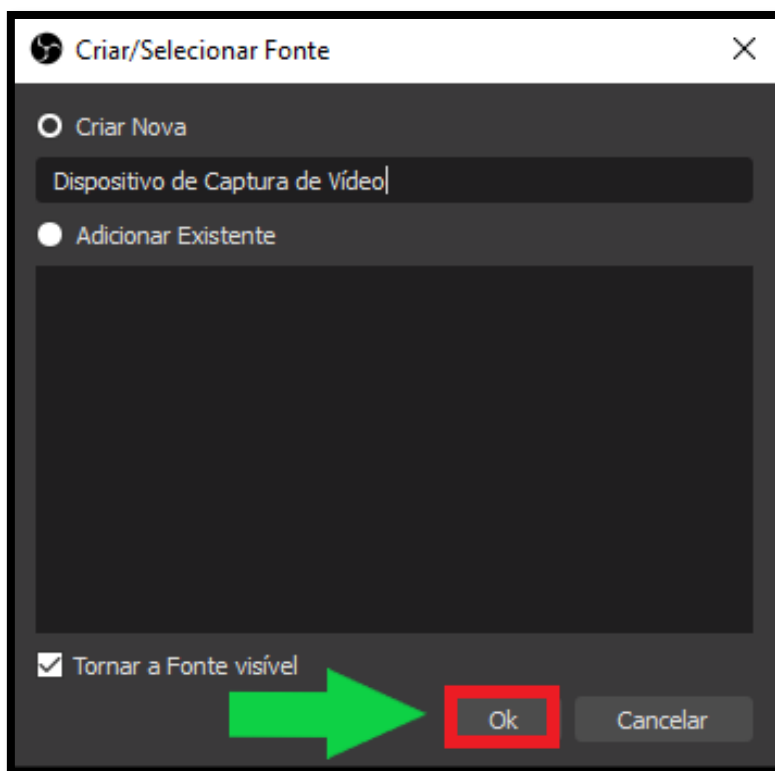 Criar/Selecionar Fonte
Criar Nova
Dispositivo de Captura de Vídeo
Adicionar Existente
Tornar a Fonte visível
Ok
Cancelar